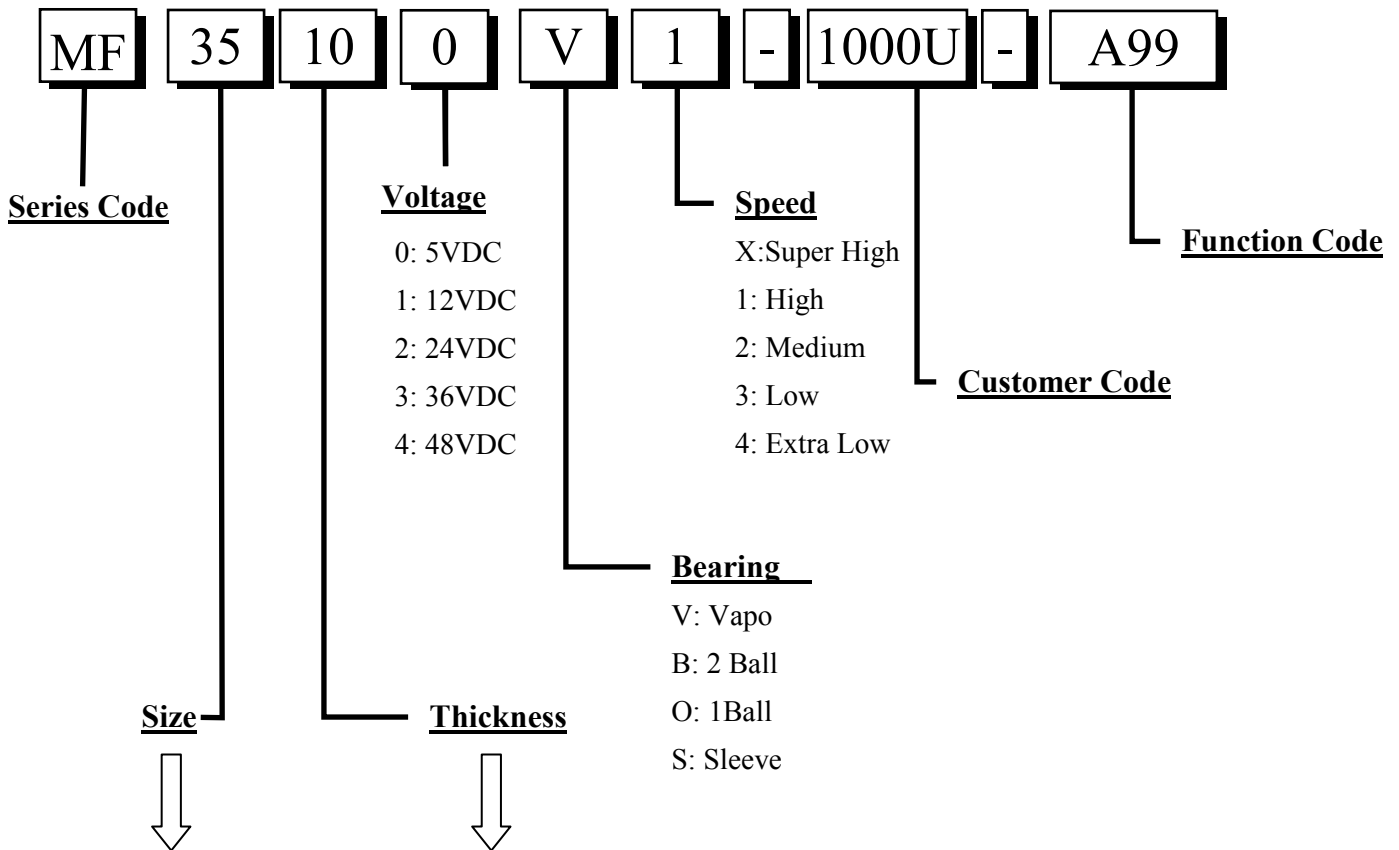 MF 35 10 0 V 1 - 1000U - A99
Series Code
Voltage
0: 5VDC
1: 12VDC
2: 24VDC
3: 36VDC
4: 48VDC
Speed
X:Super High
1: High
2: Medium
3: Low
4: Extra Low
Function Code
Customer Code
Bearing
V: Vapo
B: 2 Ball
O: 1Ball
S: Sleeve
Size
Thickness